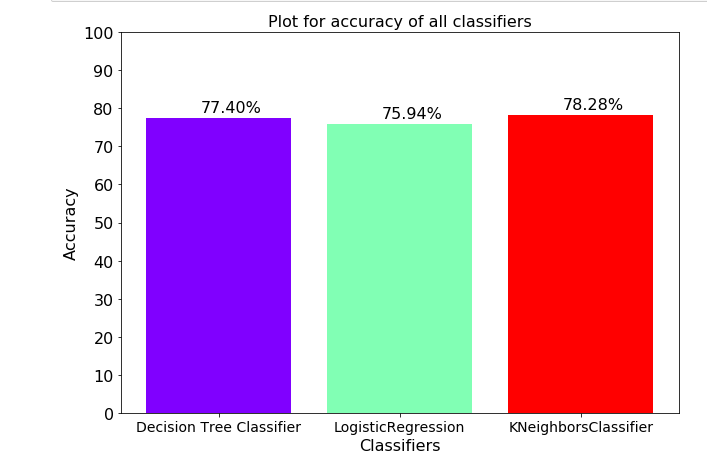 Plot for accuracy of all classifiers
100
90
80
70
60
50
40
30
20
10
0
Accuracy
77.40%
75.94%
78.28%
Decision Tree Classifier
LogisticRegression
KNeighborsClassifier
Classifiers